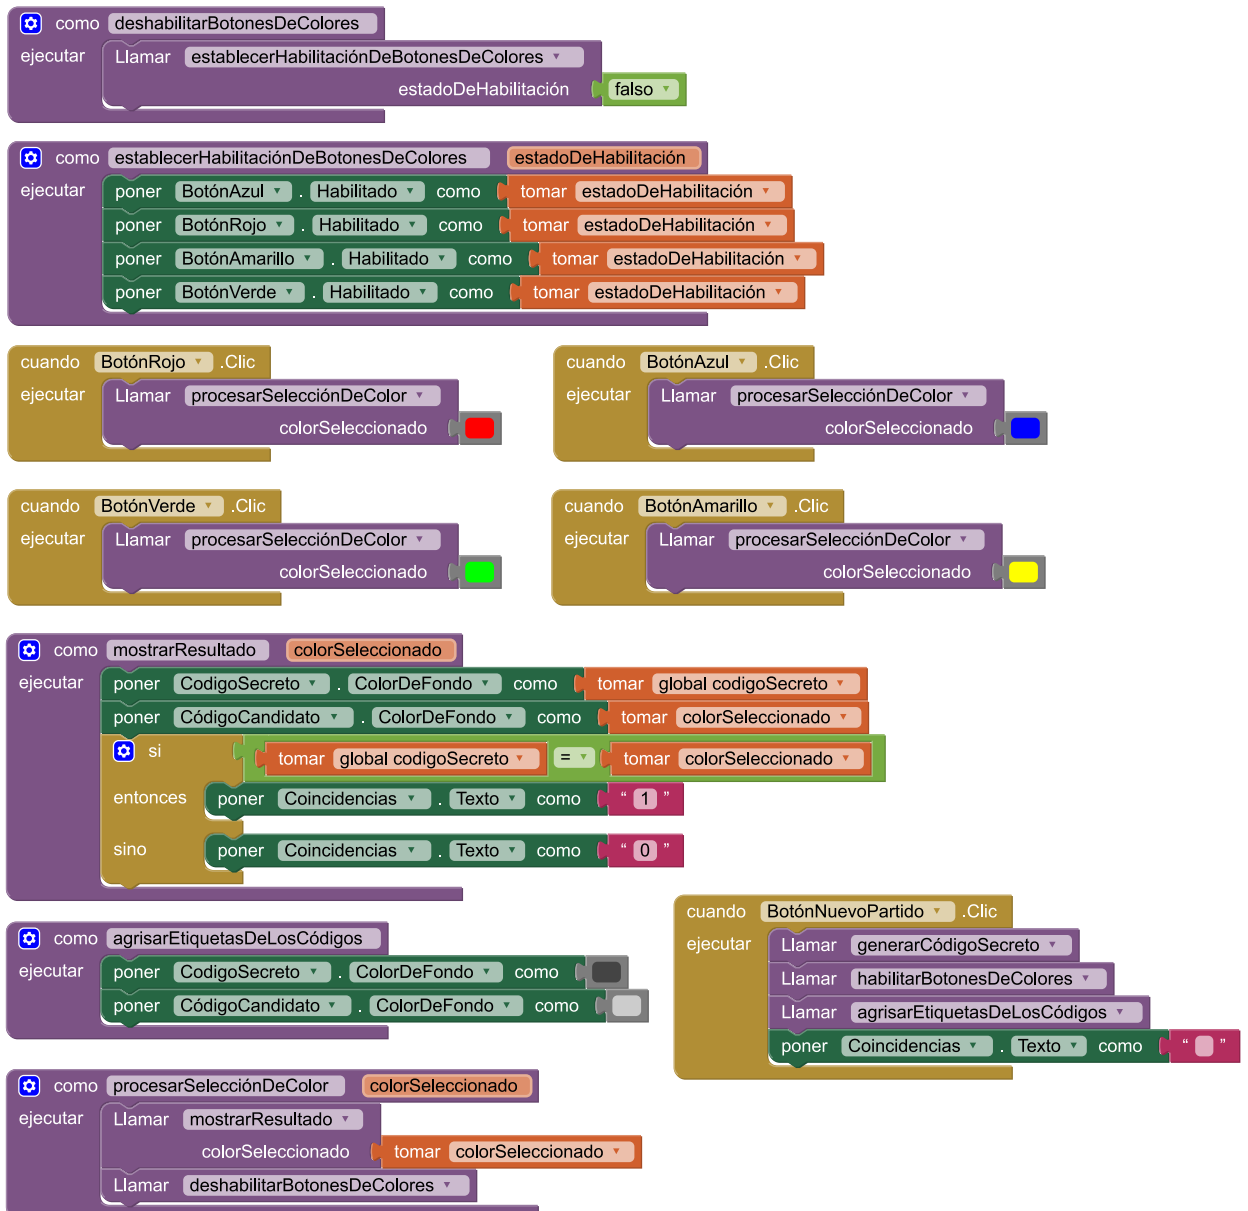 como deshabilitarBotonesDeColores
ejecutar Llamar establecerHabilitaciónDeBotonesDeColores
estadoDeHabilitación falso
como establecerHabilitaciónDeBotonesDeColores estadoDeHabilitación
ejecutar poner BotónAzul . Habilitado como tomar estadoDeHabilitación
poner BotónRojo . Habilitado como tomar estadoDeHabilitación
poner BotónAmarillo . Habilitado como tomar estadoDeHabilitación
poner BotónVerde . Habilitado como tomar estadoDeHabilitación
cuando BotónRojo .Clic
ejecutar Llamar procesarSelecciónDeColor
colorSeleccionado
cuando BotónAzul .Clic
ejecutar Llamar procesarSelecciónDeColor
colorSeleccionado
cuando BotónVerde .Clic
ejecutar Llamar procesarSelecciónDeColor
colorSeleccionado
cuando BotónAmarillo .Clic
ejecutar Llamar procesarSelecciónDeColor
colorSeleccionado
como mostrarResultado colorSeleccionado
ejecutar poner CodigoSecreto . ColorDeFondo como tomar global codigoSecreto
poner CódigoCandidato . ColorDeFondo como tomar colorSeleccionado
si tomar global codigoSecreto = tomar colorSeleccionado
entonces poner Coincidencias . Texto como “ 1 ”
sino poner Coincidencias . Texto como “ 0 ”
como agrisarEtiquetasDeLosCódigos
ejecutar poner CodigoSecreto . ColorDeFondo como
poner CódigoCandidato . ColorDeFondo como
cuando BotónNuevoPartido .Clic
ejecutar Llamar generarCódigoSecreto
Llamar habilitarBotonesDeColores
Llamar agrisarEtiquetasDeLosCódigos
poner Coincidencias . Texto como “ ”
como procesarSelecciónDeColor colorSeleccionado
ejecutar Llamar mostrarResultado
colorSeleccionado tomar colorSeleccionado
Llamar deshabilitarBotonesDeColores